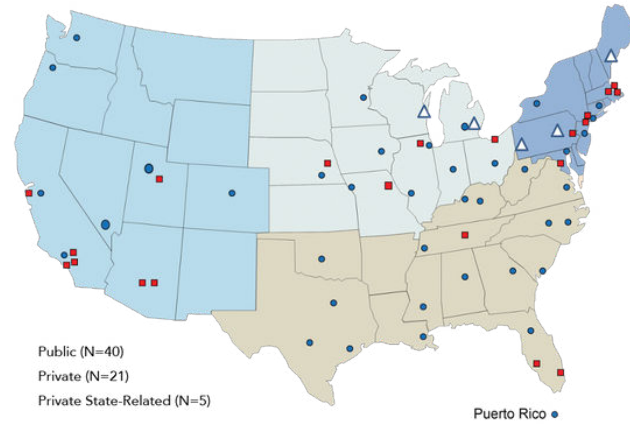 Public (N=40)
Private (N=21)
Private State-Related (N=5)
Puerto Rico